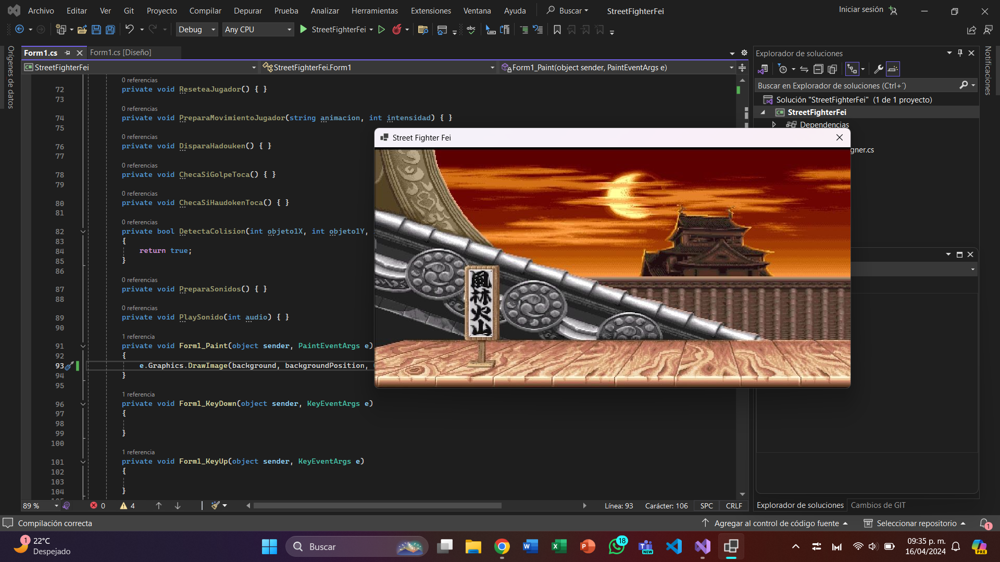 Archivo Editar Ver Git Proyecto Compilar Depurar Prueba Analizar Herramientas Extensiones Ventana Ayuda Buscar StreetFighterFei Iniciar sesión
Debug Any CPU StreetFighterFei abc
Orígenes de datos
Form1.cs Form1.cs [Diseño]
StreetFighterFei StreetFighterFei.Form1 Form1_Paint(object sender, PaintEventArgs e)
0 referencias
72 private void ReseteaJugador() { }
73
0 referencias
74 private void PreparaMovimientoJugador(string animacion, int intensidad) { }
75
0 referencias
76 private void DisparaHadouken() { }
77
0 referencias
78 private void ChecaSiGolpeToca() { }
79
0 referencias
80 private void ChecaSiHaudokenToca() { }
81
0 referencias
82 private bool DetectaColision(int objeto1X, int objeto1Y,
83 {
84 return true;
85 }
86
0 referencias
87 private void PreparaSonidos() { }
88
0 referencias
89 private void PlaySonido(int audio) { }
90
1 referencia
91 private void Form1_Paint(object sender, PaintEventArgs e)
92 {
93 e.Graphics.DrawImage(background, backgroundPosition,
94 }
95
1 referencia
96 private void Form1_KeyDown(object sender, KeyEventArgs e)
97 {
98
99 }
100
1 referencia
101 private void Form1_KeyUp(object sender, KeyEventArgs e)
102 {
103
104 }
Street Fighter Fei
風林火山
Explorador de soluciones
Buscar en Explorador de soluciones (Ctrl+´)
Solución "StreetFighterFei" (1 de 1 proyecto)
C# StreetFighterFei
Dependencias
gner.cs
Notificaciones
89 % 0 4 Línea: 93 Carácter: 106 SPC CRLF
Explorador de soluciones Cambios de GIT
Compilación correcta Agregar al control de código fuente Seleccionar repositorio 1
1 22°C
Despejado
Buscar
18
NEW
09:35 p. m.
16/04/2024
PRE